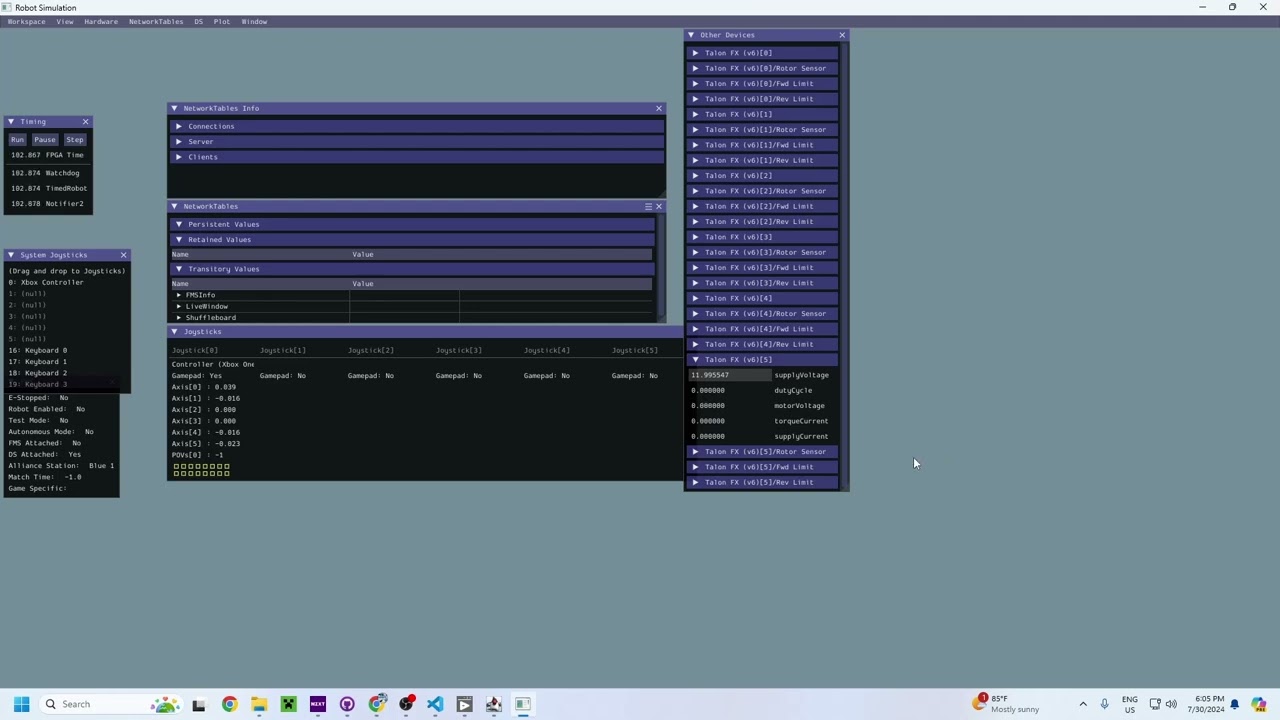 Robot Simulation
Workspace View Hardware NetworkTables DS Plot Window
Timing
Run Pause Step
102.867 FPGA Time
102.874 Watchdog
102.874 TimedRobot
102.878 Notifier2
System Joysticks
(Drag and drop to Joysticks)
0: Xbox Controller
1: (null)
2: (null)
3: (null)
4: (null)
5: (null)
16: Keyboard 0
17: Keyboard 1
18: Keyboard 2
19: Keyboard 3
E-Stopped: No
Robot Enabled: No
Test Mode: No
Autonomous Mode: No
FMS Attached: No
DS Attached: Yes
Alliance Station: Blue 1
Match Time: -1.0
Game Specific:
NetworkTables Info
Connections
Server
Clients
NetworkTables
Persistent Values
Retained Values
Name Value
Transitory Values
Name Value
FMSInfo
LiveWindow
Shuffleboard
Joysticks
Joystick[0] Joystick[1] Joystick[2] Joystick[3] Joystick[4] Joystick[5]
Controller (Xbox One
Gamepad: Yes Gamepad: No Gamepad: No Gamepad: No Gamepad: No Gamepad: No
Axis[0] : 0.039
Axis[1] : -0.016
Axis[2] : 0.000
Axis[3] : 0.000
Axis[4] : -0.016
Axis[5] : -0.023
POVs[0] : -1
Other Devices
Talon FX (v6)[0]
Talon FX (v6)[0]/Rotor Sensor
Talon FX (v6)[0]/Fwd Limit
Talon FX (v6)[0]/Rev Limit
Talon FX (v6)[1]
Talon FX (v6)[1]/Rotor Sensor
Talon FX (v6)[1]/Fwd Limit
Talon FX (v6)[1]/Rev Limit
Talon FX (v6)[2]
Talon FX (v6)[2]/Rotor Sensor
Talon FX (v6)[2]/Fwd Limit
Talon FX (v6)[2]/Rev Limit
Talon FX (v6)[3]
Talon FX (v6)[3]/Rotor Sensor
Talon FX (v6)[3]/Fwd Limit
Talon FX (v6)[3]/Rev Limit
Talon FX (v6)[4]
Talon FX (v6)[4]/Rotor Sensor
Talon FX (v6)[4]/Fwd Limit
Talon FX (v6)[4]/Rev Limit
Talon FX (v6)[5]
11.995547 supplyVoltage
0.000000 dutyCycle
0.000000 motorVoltage
0.000000 torqueCurrent
0.000000 supplyCurrent
Talon FX (v6)[5]/Rotor Sensor
Talon FX (v6)[5]/Fwd Limit
Talon FX (v6)[5]/Rev Limit
Search
1
85°F
Mostly sunny
ENG
US
6:05 PM
7/30/2024